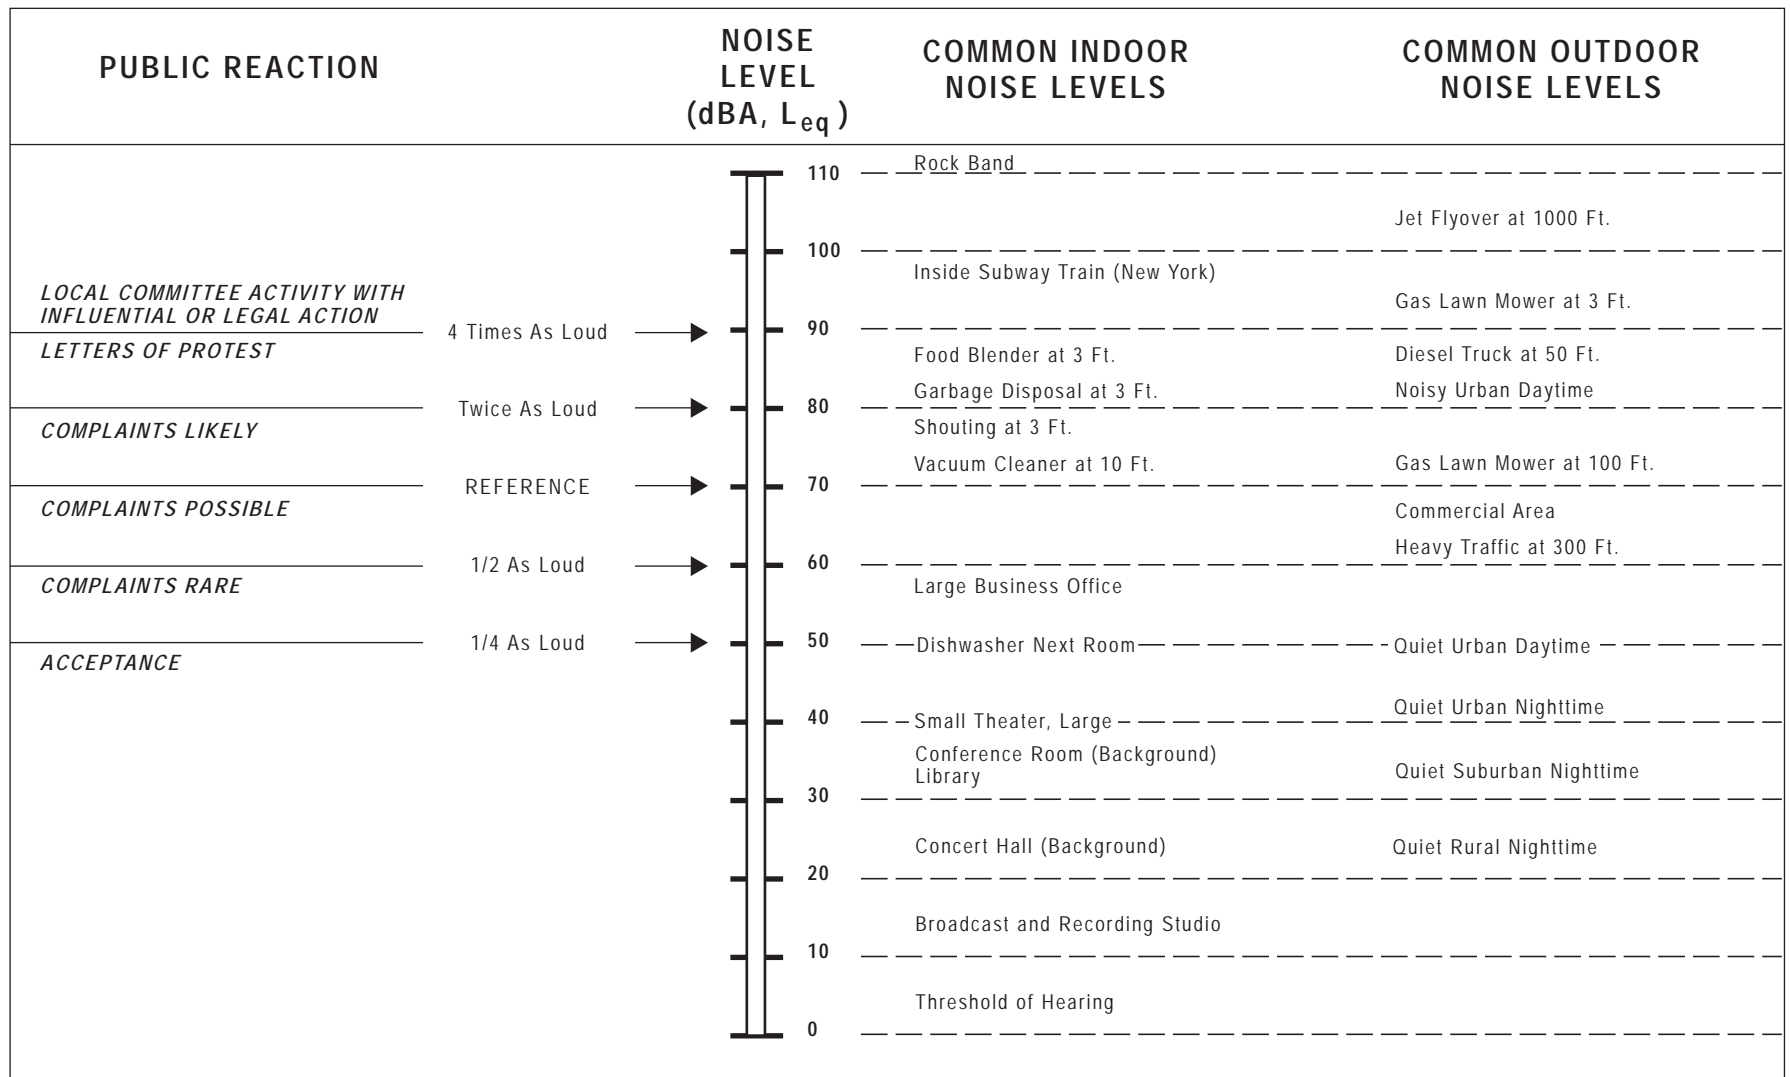 PUBLIC REACTION
NOISE
LEVEL
(dBA, Leq )
COMMON INDOOR
NOISE LEVELS
COMMON OUTDOOR
NOISE LEVELS
110
Rock Band
Jet Flyover at 1000 Ft.
100
Inside Subway Train (New York)
LOCAL COMMITTEE ACTIVITY WITH
INFLUENTIAL OR LEGAL ACTION
Gas Lawn Mower at 3 Ft.
4 Times As Loud
90
LETTERS OF PROTEST
Food Blender at 3 Ft.
Diesel Truck at 50 Ft.
Garbage Disposal at 3 Ft.
Noisy Urban Daytime
Twice As Loud
80
COMPLAINTS LIKELY
Shouting at 3 Ft.
Vacuum Cleaner at 10 Ft.
Gas Lawn Mower at 100 Ft.
REFERENCE
70
COMPLAINTS POSSIBLE
Commercial Area
Heavy Traffic at 300 Ft.
1/2 As Loud
60
COMPLAINTS RARE
Large Business Office
1/4 As Loud
50
Dishwasher Next Room
Quiet Urban Daytime
ACCEPTANCE
Quiet Urban Nighttime
40
Small Theater, Large
Conference Room (Background)
Library
Quiet Suburban Nighttime
30
Concert Hall (Background)
Quiet Rural Nighttime
20
Broadcast and Recording Studio
10
Threshold of Hearing
0